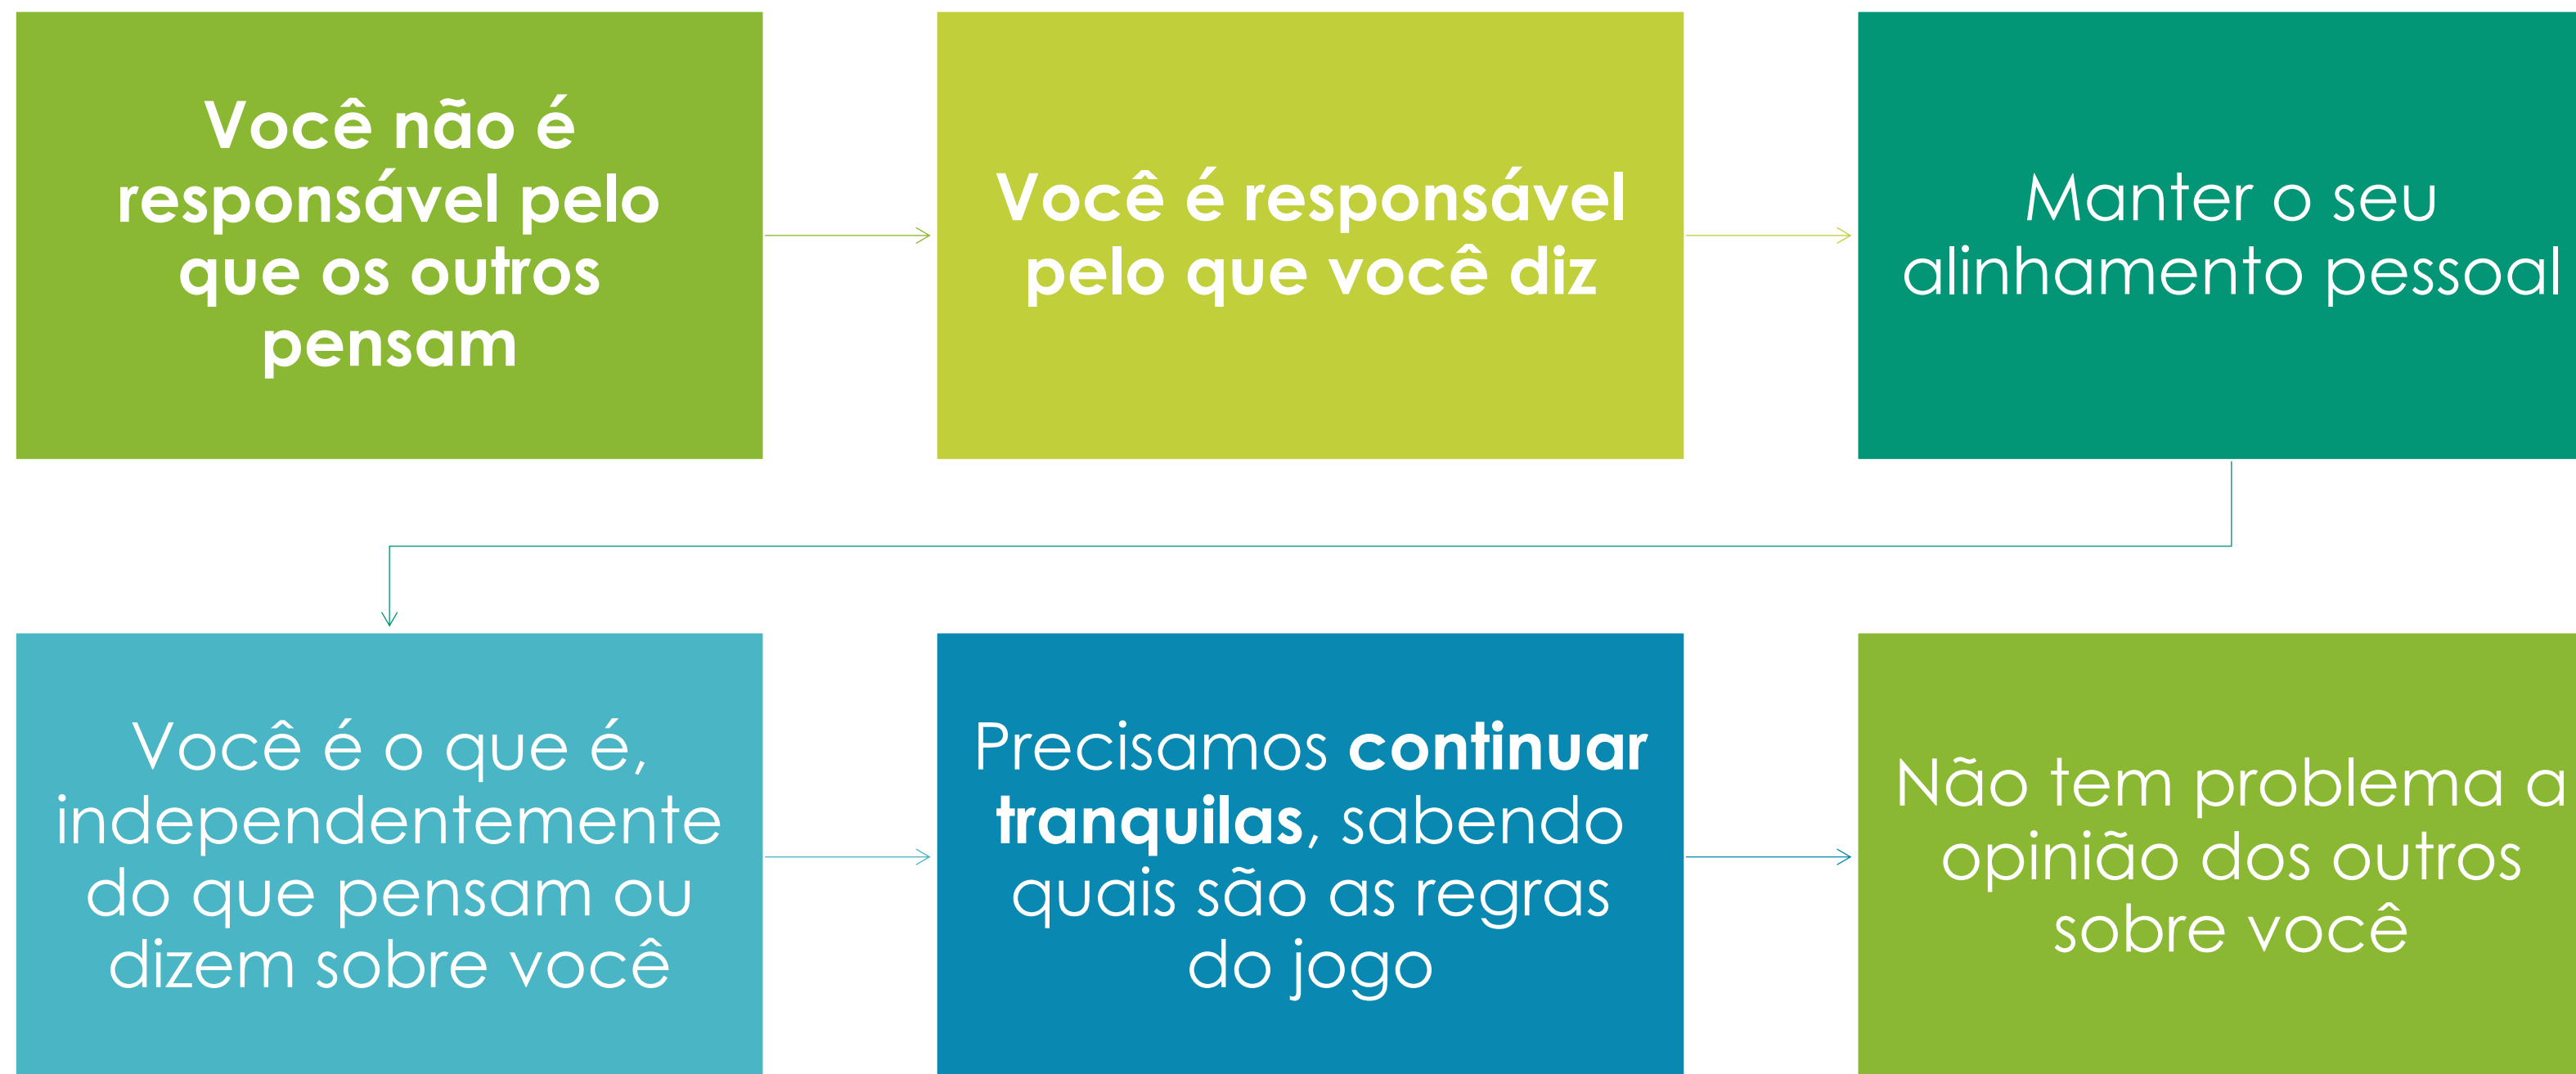 Você não é
responsável pelo
que os outros
pensam
Você é responsável
pelo que você diz
Manter o seu
alinhamento pessoal
Você é o que é,
independentemente
do que pensam ou
dizem sobre você
Precisamos continuar
tranquilas, sabendo
quais são as regras
do jogo
Não tem problema a
opinião dos outros
sobre você